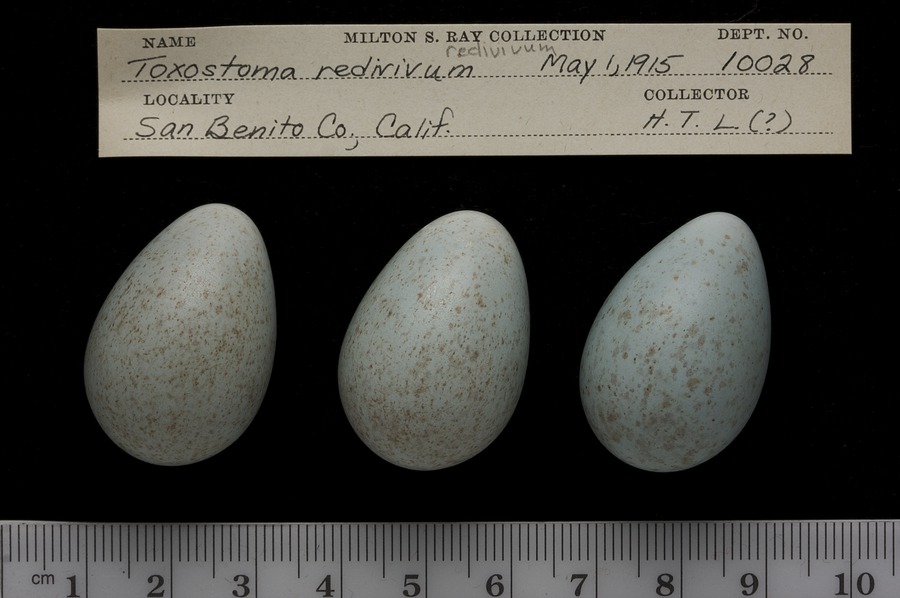 NAME MILTON S. RAY COLLECTION DEPT. NO.
redivivum
Toxostoma redirivum May 1, 1915 10028
LOCALITY COLLECTOR
San Benito Co., Calif. H. T. L (?)
cm 1 2 3 4 5 6 7 8 9 10